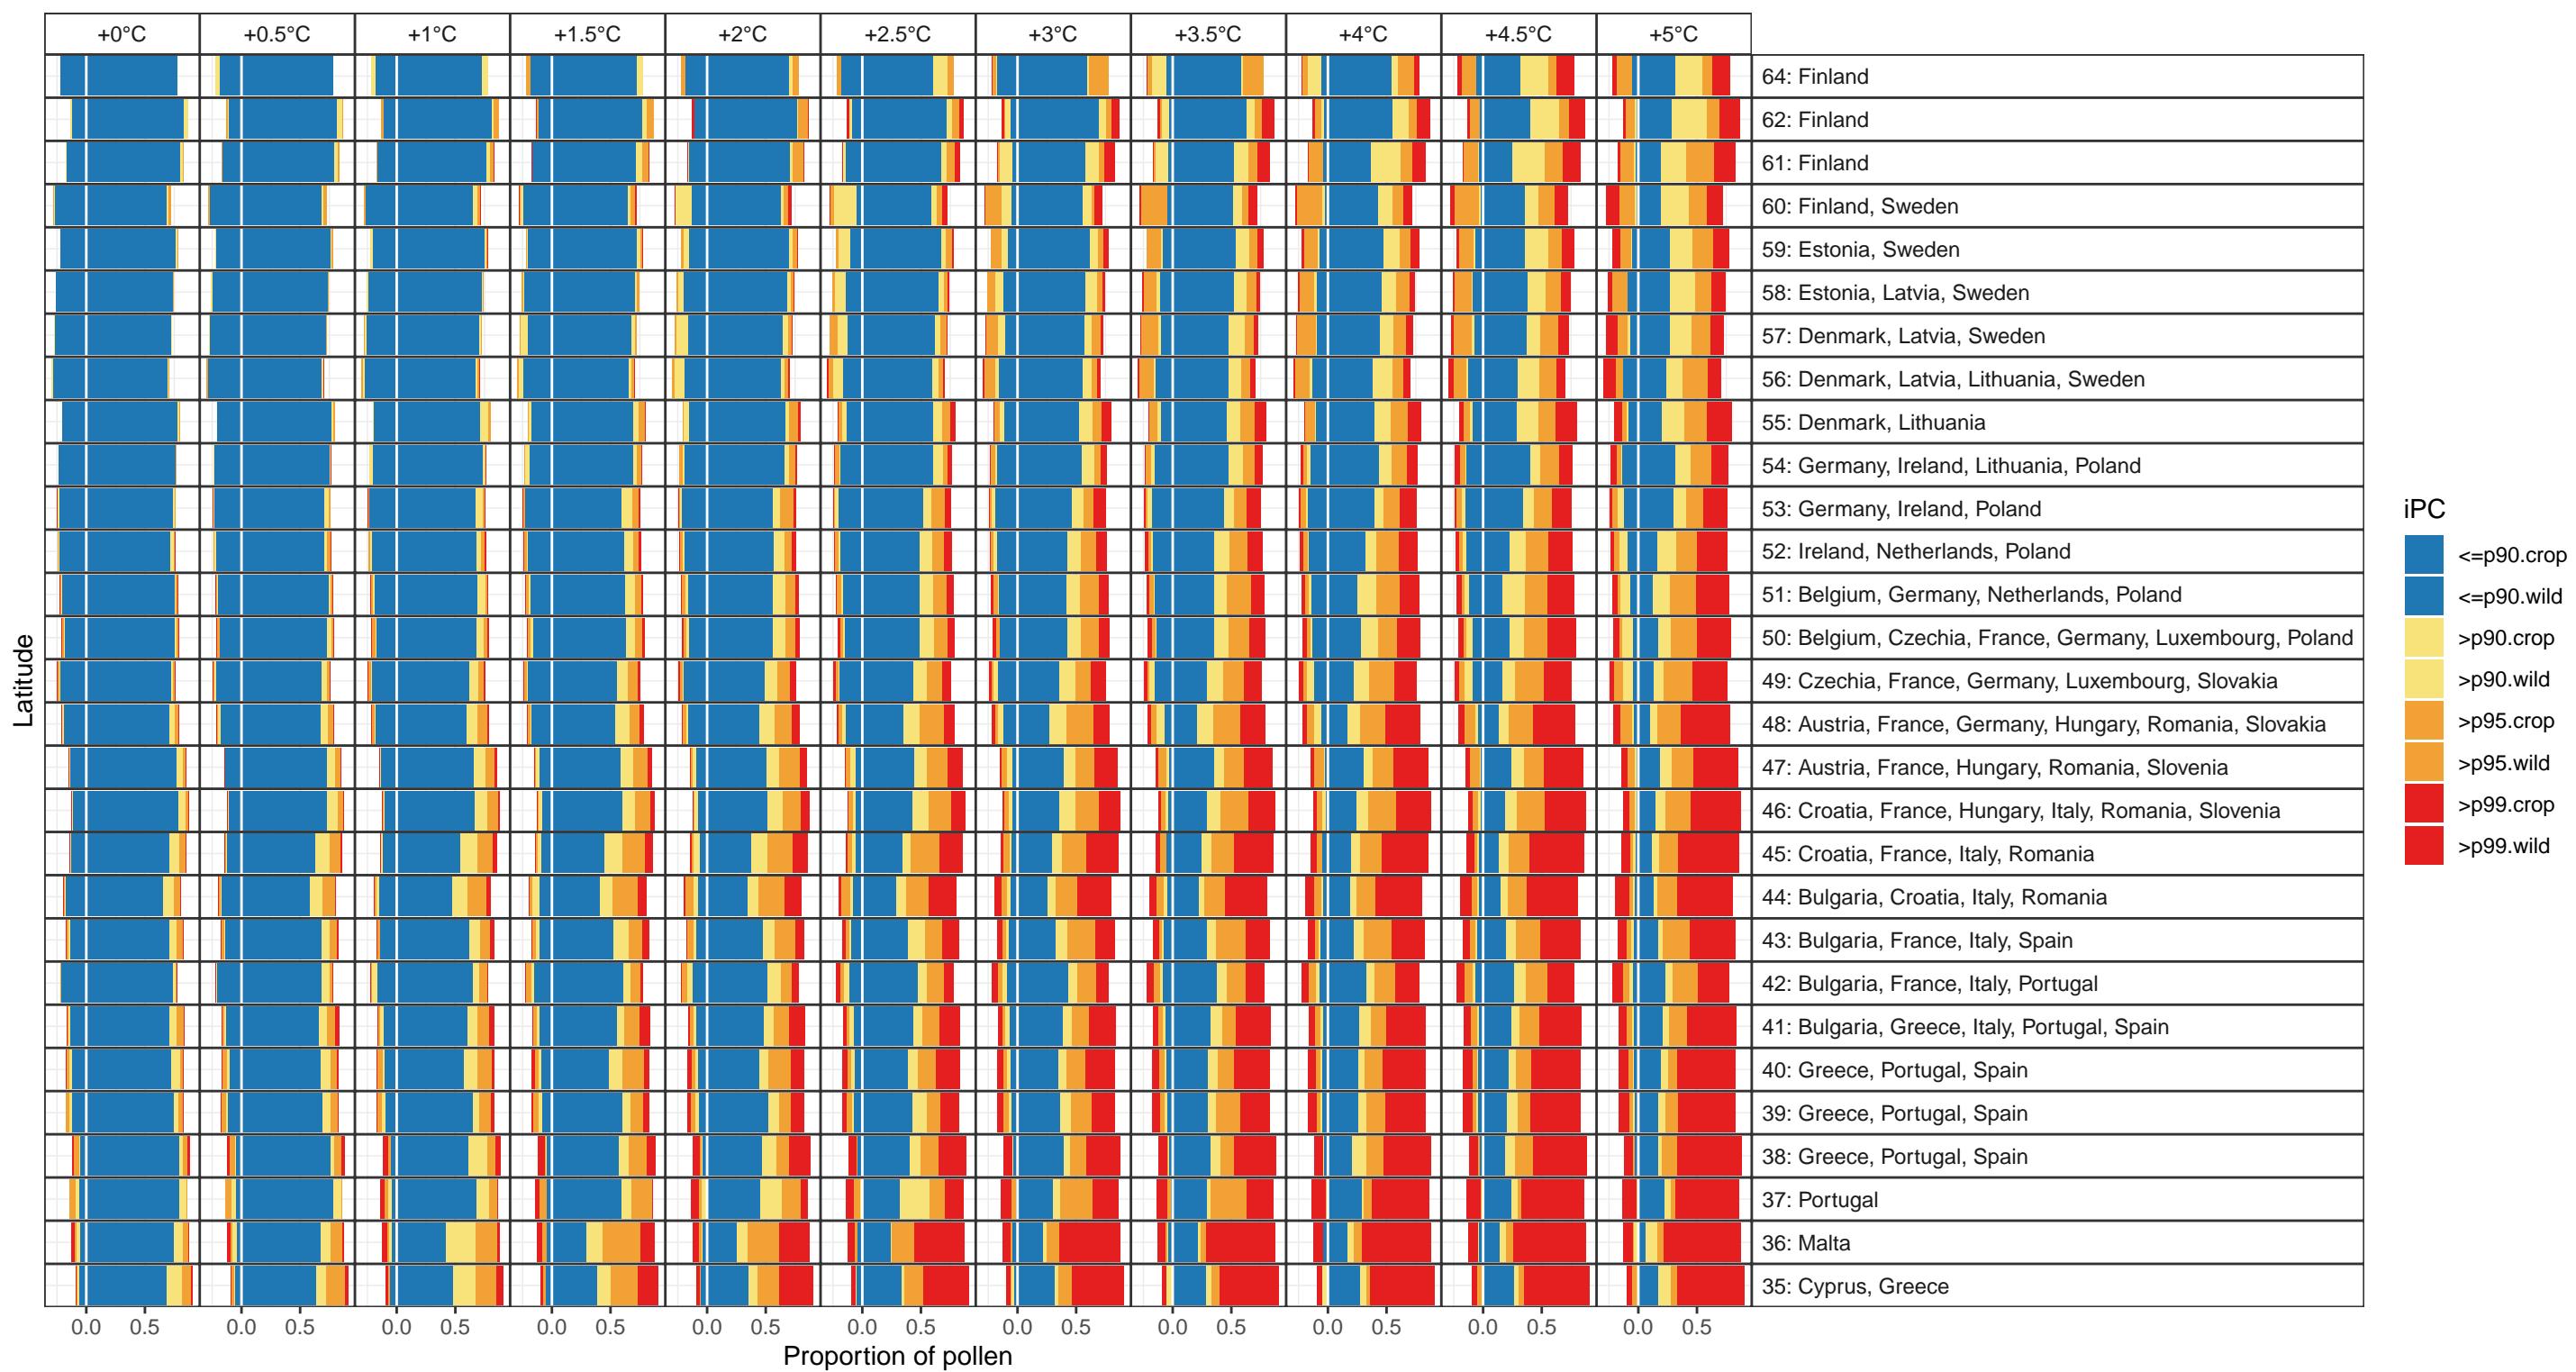 +0°C +0.5°C +1°C +1.5°C +2°C +2.5°C +3°C +3.5°C +4°C +4.5°C +5°C
64: Finland
62: Finland
61: Finland
60: Finland, Sweden
59: Estonia, Sweden
58: Estonia, Latvia, Sweden
57: Denmark, Latvia, Sweden
56: Denmark, Latvia, Lithuania, Sweden
55: Denmark, Lithuania
54: Germany, Ireland, Lithuania, Poland
53: Germany, Ireland, Poland
52: Ireland, Netherlands, Poland
51: Belgium, Germany, Netherlands, Poland
50: Belgium, Czechia, France, Germany, Luxembourg, Poland
49: Czechia, France, Germany, Luxembourg, Slovakia
48: Austria, France, Germany, Hungary, Romania, Slovakia
47: Austria, France, Hungary, Romania, Slovenia
46: Croatia, France, Hungary, Italy, Romania, Slovenia
45: Croatia, France, Italy, Romania
44: Bulgaria, Croatia, Italy, Romania
43: Bulgaria, France, Italy, Spain
42: Bulgaria, France, Italy, Portugal
41: Bulgaria, Greece, Italy, Portugal, Spain
40: Greece, Portugal, Spain
39: Greece, Portugal, Spain
38: Greece, Portugal, Spain
37: Portugal
36: Malta
35: Cyprus, Greece
Latitude
0.0 0.5 0.0 0.5 0.0 0.5 0.0 0.5 0.0 0.5 0.0 0.5 0.0 0.5 0.0 0.5 0.0 0.5 0.0 0.5 0.0 0.5
Proportion of pollen
iPC
<=p90.crop
<=p90.wild
>p90.crop
>p90.wild
>p95.crop
>p95.wild
>p99.crop
>p99.wild